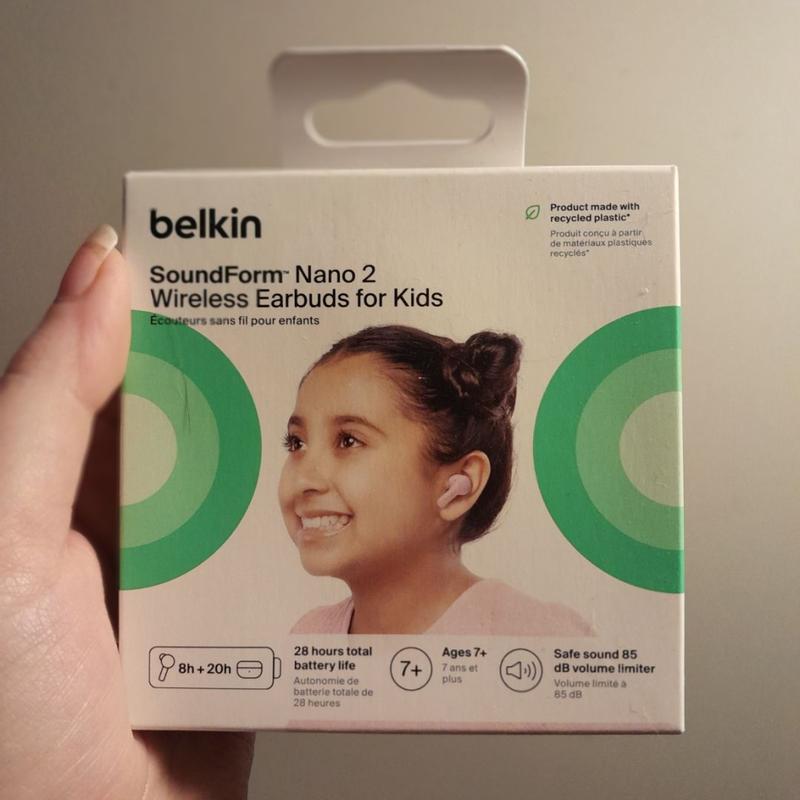 belkin
SoundForm™ Nano 2
Wireless Earbuds for Kids
Écouteurs sans fil pour enfants
Product made with
recycled plastic*
Produit conçu à partir
de matériaux plastiques
recyclés*
8h + 20h
28 hours total
battery life
Autonomie de
batterie totale de
28 heures
7+
Ages 7+
7 ans et
plus
Safe sound 85
dB volume limiter
Volume limité à
85 dB